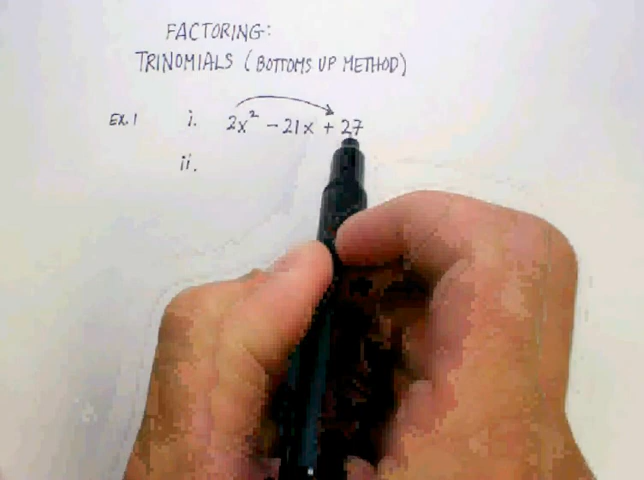 FACTORING:
TRINOMIALS (BOTTOMS UP METHOD)
EX.1 i. 2x² - 21x + 27
ii.